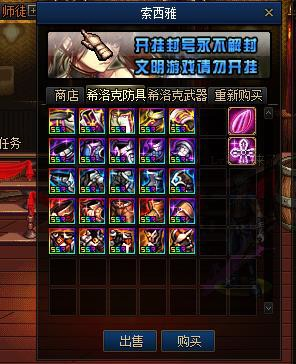 师徒
索西雅
开挂封号永不解封
文明游戏请勿开挂
商店 希洛克防具 希洛克武器 重新购买
任务
出售 购买